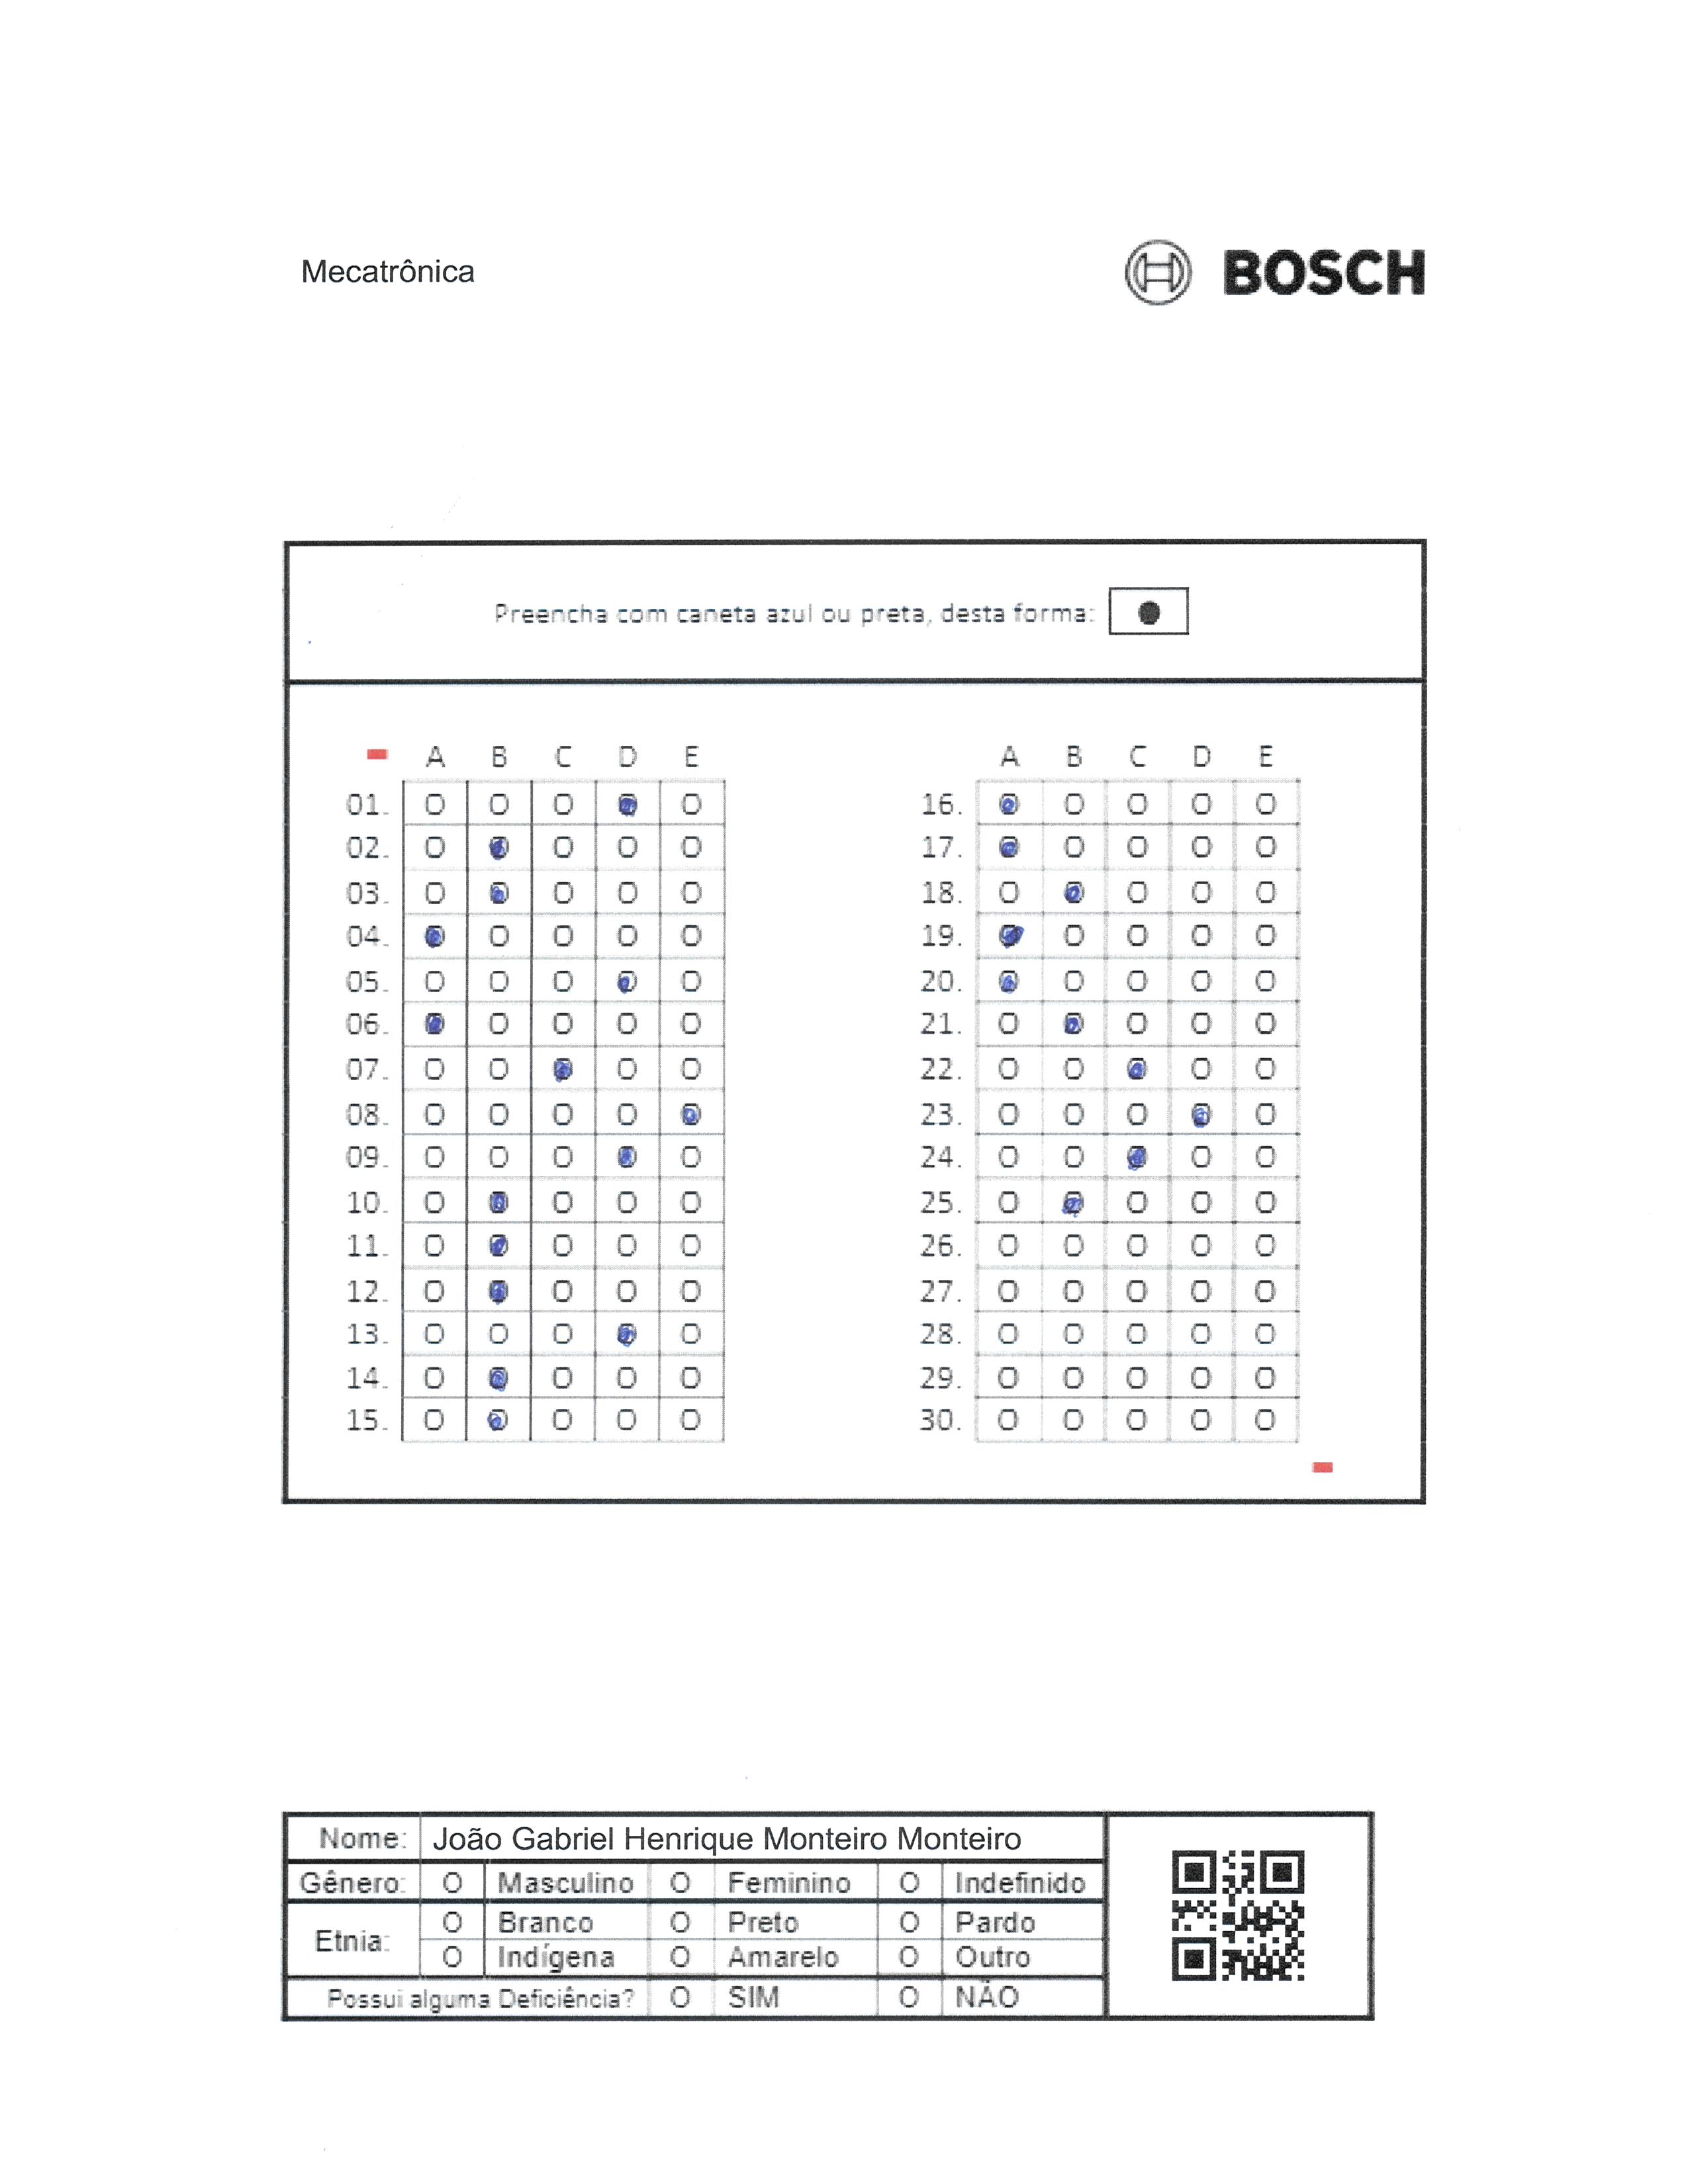 Mecatrônica
BOSCH
Preencha com caneta azul ou preta, desta forma:
A B C D E
01. O O O O O
02. O O O O O
03. O O O O O
04. O O O O O
05. O O O O O
06. O O O O O
07. O O O O O
08. O O O O O
09. O O O O O
10. O O O O O
11. O O O O O
12. O O O O O
13. O O O O O
14. O O O O O
15. O O O O O
A B C D E
16. O O O O O
17. O O O O O
18. O O O O O
19. O O O O O
20. O O O O O
21. O O O O O
22. O O O O O
23. O O O O O
24. O O O O O
25. O O O O O
26. O O O O O
27. O O O O O
28. O O O O O
29. O O O O O
30. O O O O O
Nome: João Gabriel Henrique Monteiro Monteiro
Gênero: O Masculino O Feminino O Indefinido
Etnia: O Branco O Preto O Pardo
O Indígena O Amarelo O Outro
Possui alguma Deficiência? O SIM O NÃO